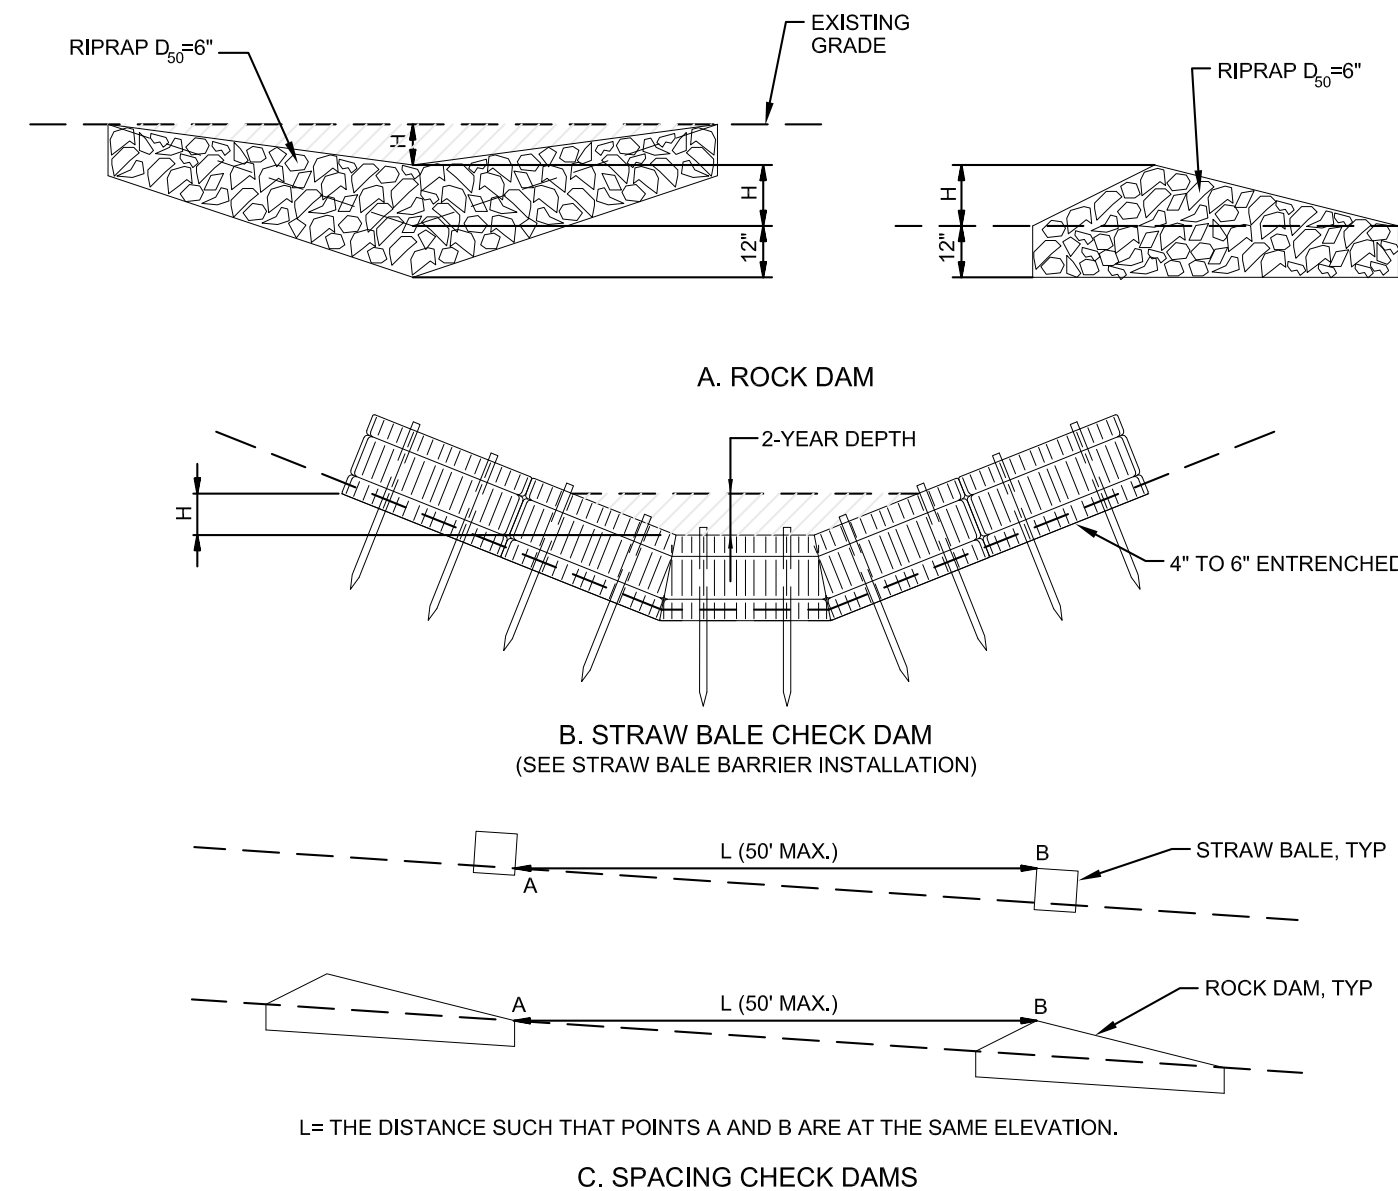 EXISTING
GRADE
RIPRAP D50=6"
RIPRAP D50=6"
H
H
12"
H
12"
A. ROCK DAM
2-YEAR DEPTH
H
4" TO 6" ENTRENCHED
B. STRAW BALE CHECK DAM
(SEE STRAW BALE BARRIER INSTALLATION)
L (50' MAX.)
B
STRAW BALE, TYP
A
A
L (50' MAX.)
B
ROCK DAM, TYP
L= THE DISTANCE SUCH THAT POINTS A AND B ARE AT THE SAME ELEVATION.
C. SPACING CHECK DAMS